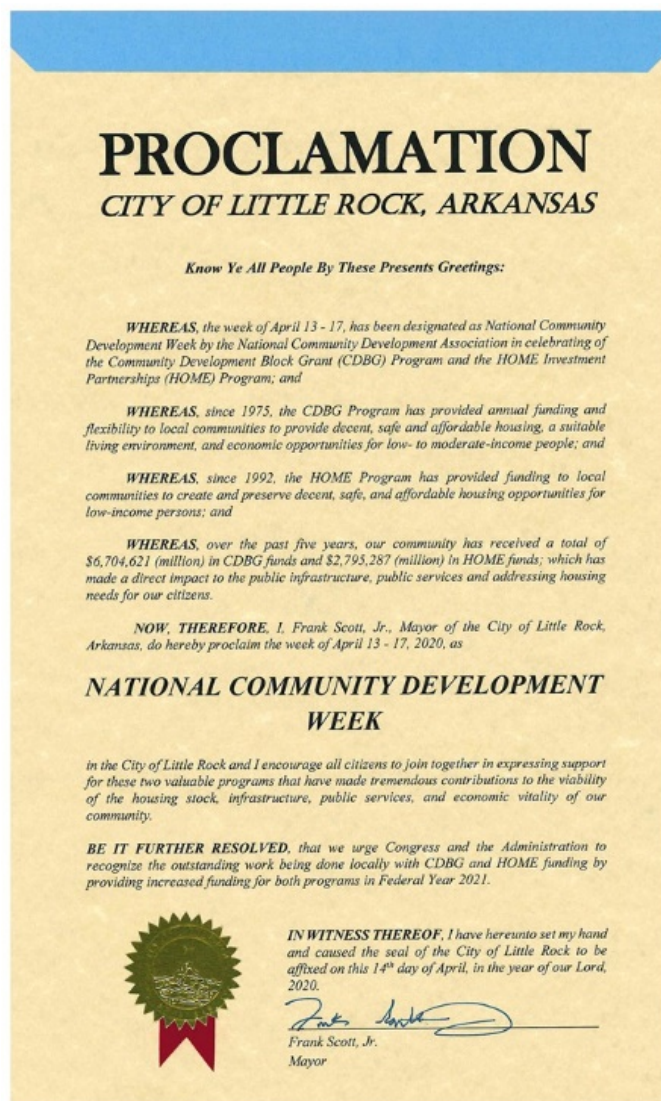 PROCLAMATION
CITY OF LITTLE ROCK, ARKANSAS
Know Ye All People By These Presents Greetings:
WHEREAS, the week of April 13 - 17, has been designated as National Community
Development Week by the National Community Development Association in celebrating of
the Community Development Block Grant (CDBG) Program and the HOME Investment
Partnerships (HOME) Program; and
WHEREAS, since 1975, the CDBG Program has provided annual funding and
flexibility to local communities to provide decent, safe and affordable housing, a suitable
living environment, and economic opportunities for low- to moderate-income people; and
WHEREAS, since 1992, the HOME Program has provided funding to local
communities to create and preserve decent, safe, and affordable housing opportunities for
low-income persons; and
WHEREAS, over the past five years, our community has received a total of
$6,704,621 (million) in CDBG funds and $2,795,287 (million) in HOME funds; which has
made a direct impact to the public infrastructure, public services and addressing housing
needs for our citizens.
NOW, THEREFORE, I, Frank Scott, Jr., Mayor of the City of Little Rock,
Arkansas, do hereby proclaim the week of April 13 - 17, 2020, as
NATIONAL COMMUNITY DEVELOPMENT
WEEK
in the City of Little Rock and I encourage all citizens to join together in expressing support
for these two valuable programs that have made tremendous contributions to the viability
of the housing stock, infrastructure, public services, and economic vitality of our
community.
BE IT FURTHER RESOLVED, that we urge Congress and the Administration to
recognize the outstanding work being done locally with CDBG and HOME funding by
providing increased funding for both programs in Federal Year 2021.
IN WITNESS THEREOF, I have hereunto set my hand
and caused the seal of the City of Little Rock to be
affixed on this 14th day of April, in the year of our Lord,
2020.
Frank Scott, Jr.
Mayor